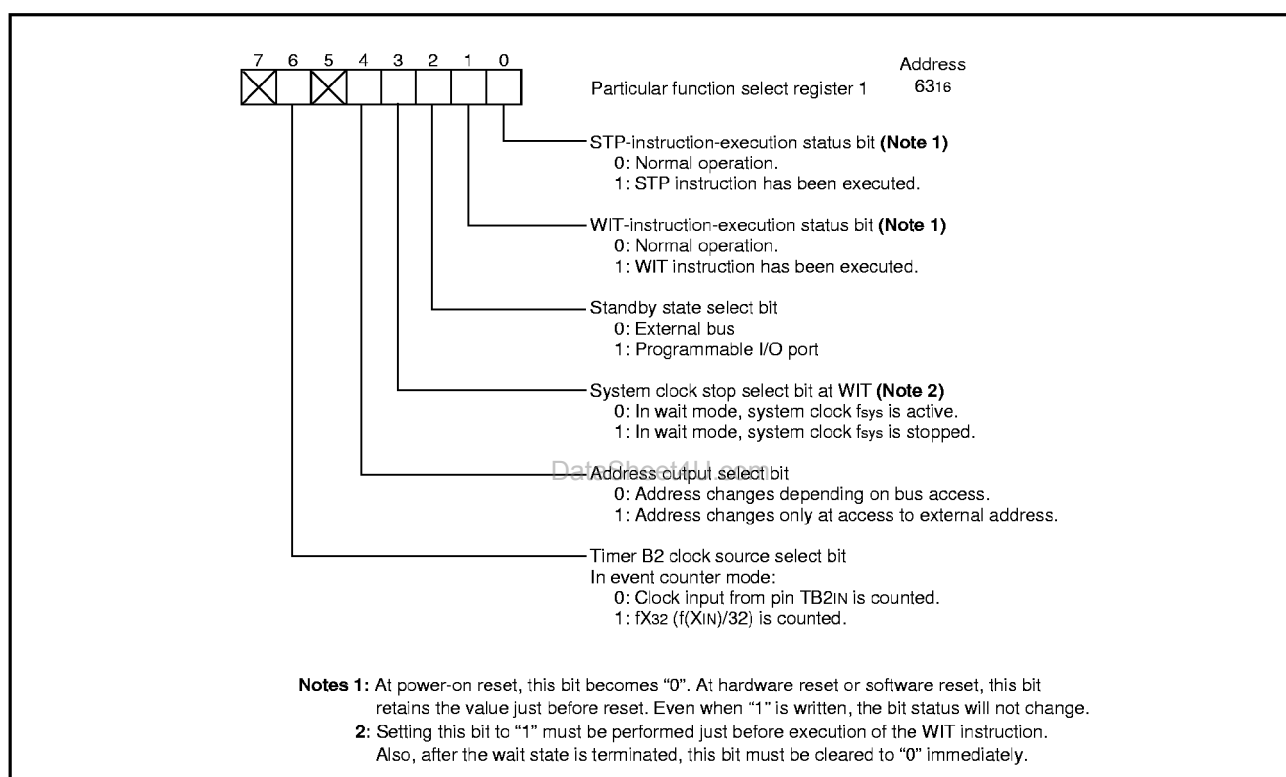 7 6 5 4 3 2 1 0
Address
Particular function select register 1 6316
STP-instruction-execution status bit (Note 1)
0: Normal operation.
1: STP instruction has been executed.
WIT-instruction-execution status bit (Note 1)
0: Normal operation.
1: WIT instruction has been executed.
Standby state select bit
0: External bus
1: Programmable I/O port
System clock stop select bit at WIT (Note 2)
0: In wait mode, system clock fsys is active.
1: In wait mode, system clock fsys is stopped.
DataSheet4U.com
Address output select bit
0: Address changes depending on bus access.
1: Address changes only at access to external address.
Timer B2 clock source select bit
In event counter mode:
0: Clock input from pin TB2IN is counted.
1: fX32 (f(XIN)/32) is counted.
Notes 1: At power-on reset, this bit becomes “0”. At hardware reset or software reset, this bit
retains the value just before reset. Even when “1” is written, the bit status will not change.
2: Setting this bit to “1” must be performed just before execution of the WIT instruction.
Also, after the wait state is terminated, this bit must be cleared to “0” immediately.